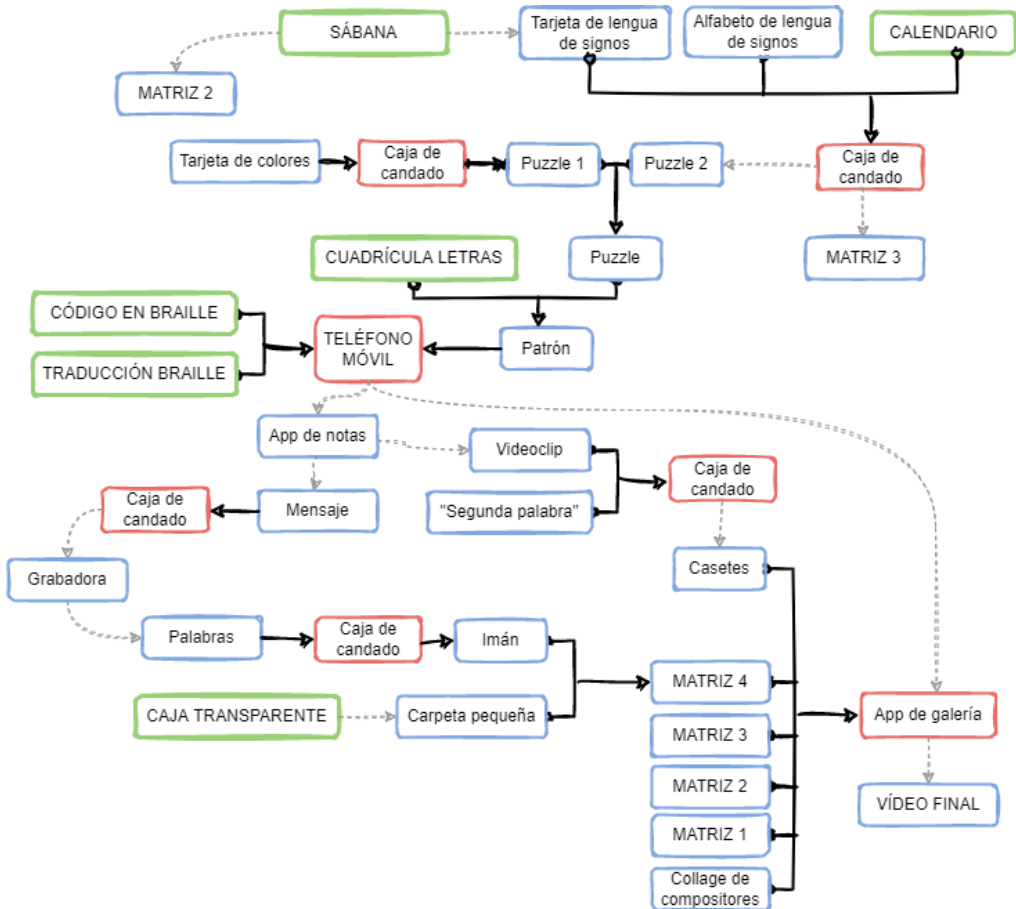 SÁBANA
Tarjeta de lengua
de signos
Alfabeto de lengua
de signos
CALENDARIO
MATRIZ 2
Tarjeta de colores
Caja de
candado
Puzzle 1
Puzzle 2
Caja de
candado
CUADRÍCULA LETRAS
Puzzle
MATRIZ 3
CÓDIGO EN BRAILLE
TELÉFONO
MÓVIL
Patrón
TRADUCCIÓN BRAILLE
App de notas
Videoclip
Caja de
candado
Caja de
candado
Mensaje
"Segunda palabra"
Grabadora
Casetes
Palabras
Caja de
candado
Imán
MATRIZ 4
CAJA TRANSPARENTE
Carpeta pequeña
App de galería
MATRIZ 3
MATRIZ 2
VÍDEO FINAL
MATRIZ 1
Collage de
compositores